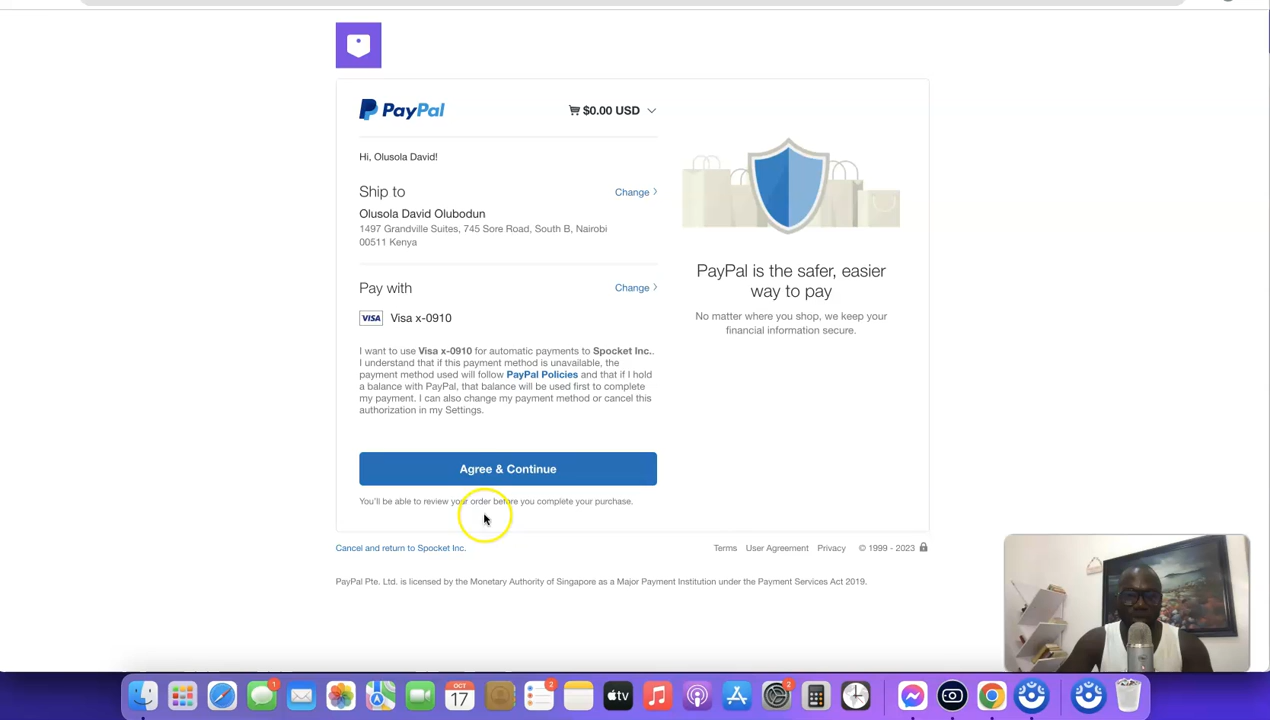 PayPal
$0.00 USD
Hi, Olusola David!
Ship to
Change
Olusola David Olubodun
1497 Grandville Suites, 745 Sore Road, South B, Nairobi
00511 Kenya
Pay with
Change
VISA
Visa x-0910
I want to use Visa x-0910 for automatic payments to Spocket Inc..
I understand that if this payment method is unavailable, the
payment method used will follow PayPal Policies and that if I hold
a balance with PayPal, that balance will be used first to complete
my payment. I can also change my payment method or cancel this
authorization in my Settings.
Agree & Continue
You'll be able to review your order before you complete your purchase.
PayPal is the safer, easier
way to pay
No matter where you shop, we keep your
financial information secure.
Cancel and return to Spocket Inc.
Terms User Agreement Privacy © 1999 - 2023
PayPal Pte. Ltd. is licensed by the Monetary Authority of Singapore as a Major Payment Institution under the Payment Services Act 2019.
1
OCT
17
2
tv
2